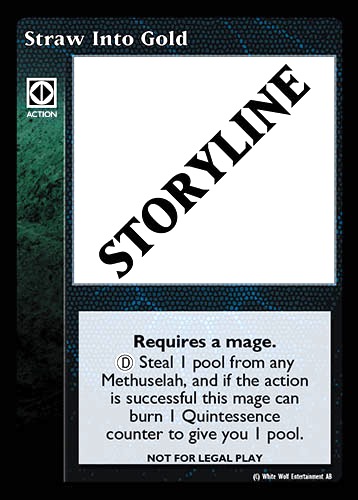 Straw Into Gold
ACTION
STORYLINE
Requires a mage.
Ⓓ Steal 1 pool from any
Methuselah, and if the action
is successful this mage can
burn 1 Quintessence
counter to give you 1 pool.
NOT FOR LEGAL PLAY
(C) White Wolf Entertainment AB